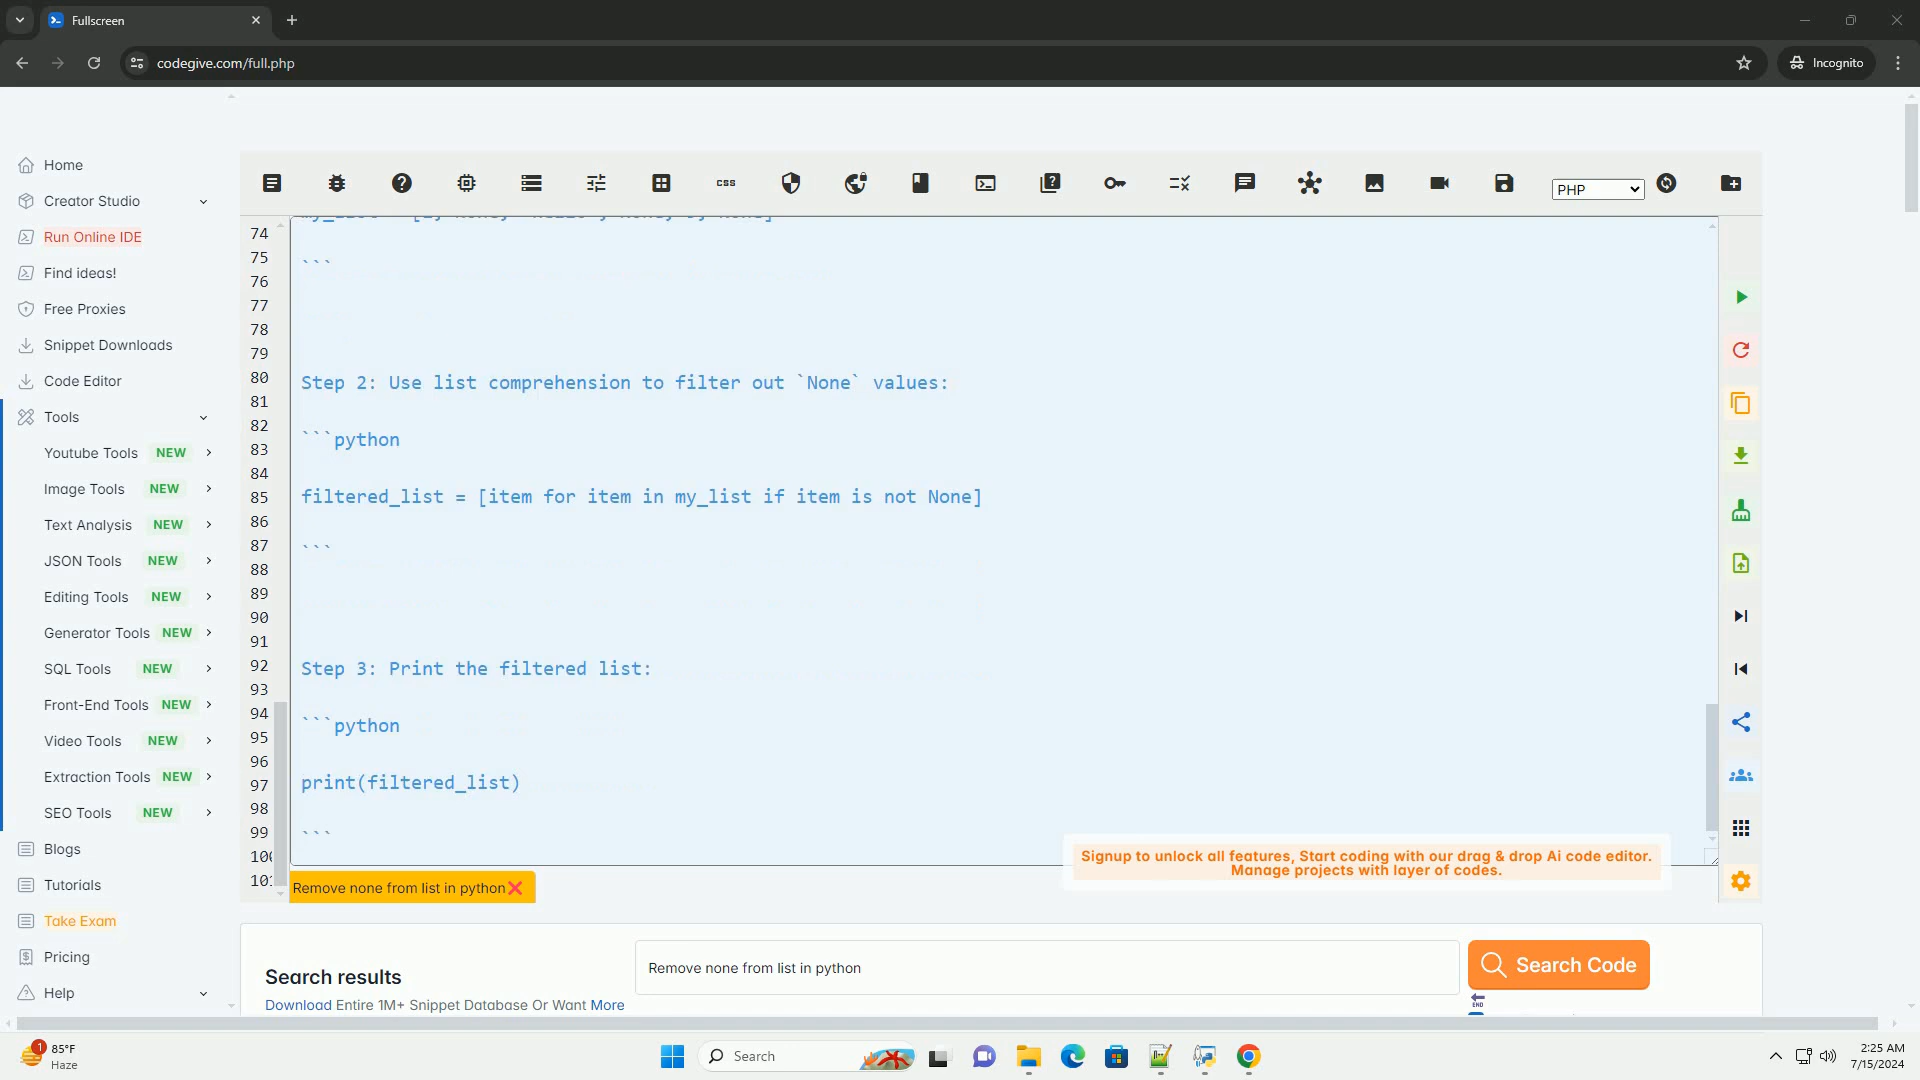 Fullscreen
codegive.com/full.php
Incognito
Home
Creator Studio
Run Online IDE
Find ideas!
Free Proxies
Snippet Downloads
Code Editor
Tools
Youtube Tools NEW
Image Tools NEW
Text Analysis NEW
JSON Tools NEW
Editing Tools NEW
Generator Tools NEW
SQL Tools NEW
Front-End Tools NEW
Video Tools NEW
Extraction Tools NEW
SEO Tools NEW
Blogs
Tutorials
Take Exam
Pricing
Help
css
PHP
74
75
```
76
77
78
79
80
Step 2: Use list comprehension to filter out `None` values:
81
82
```python
83
84
85
filtered_list = [item for item in my_list if item is not None]
86
87
```
88
89
90
91
92
Step 3: Print the filtered list:
93
94
```python
95
96
97
print(filtered_list)
98
99
```
Signup to unlock all features, Start coding with our drag & drop Ai code editor.
Manage projects with layer of codes.
Remove none from list in python
Search results
Remove none from list in python
Search Code
Download Entire 1M+ Snippet Database Or Want More
END
1
85°F
Haze
Search
2:25 AM
7/15/2024